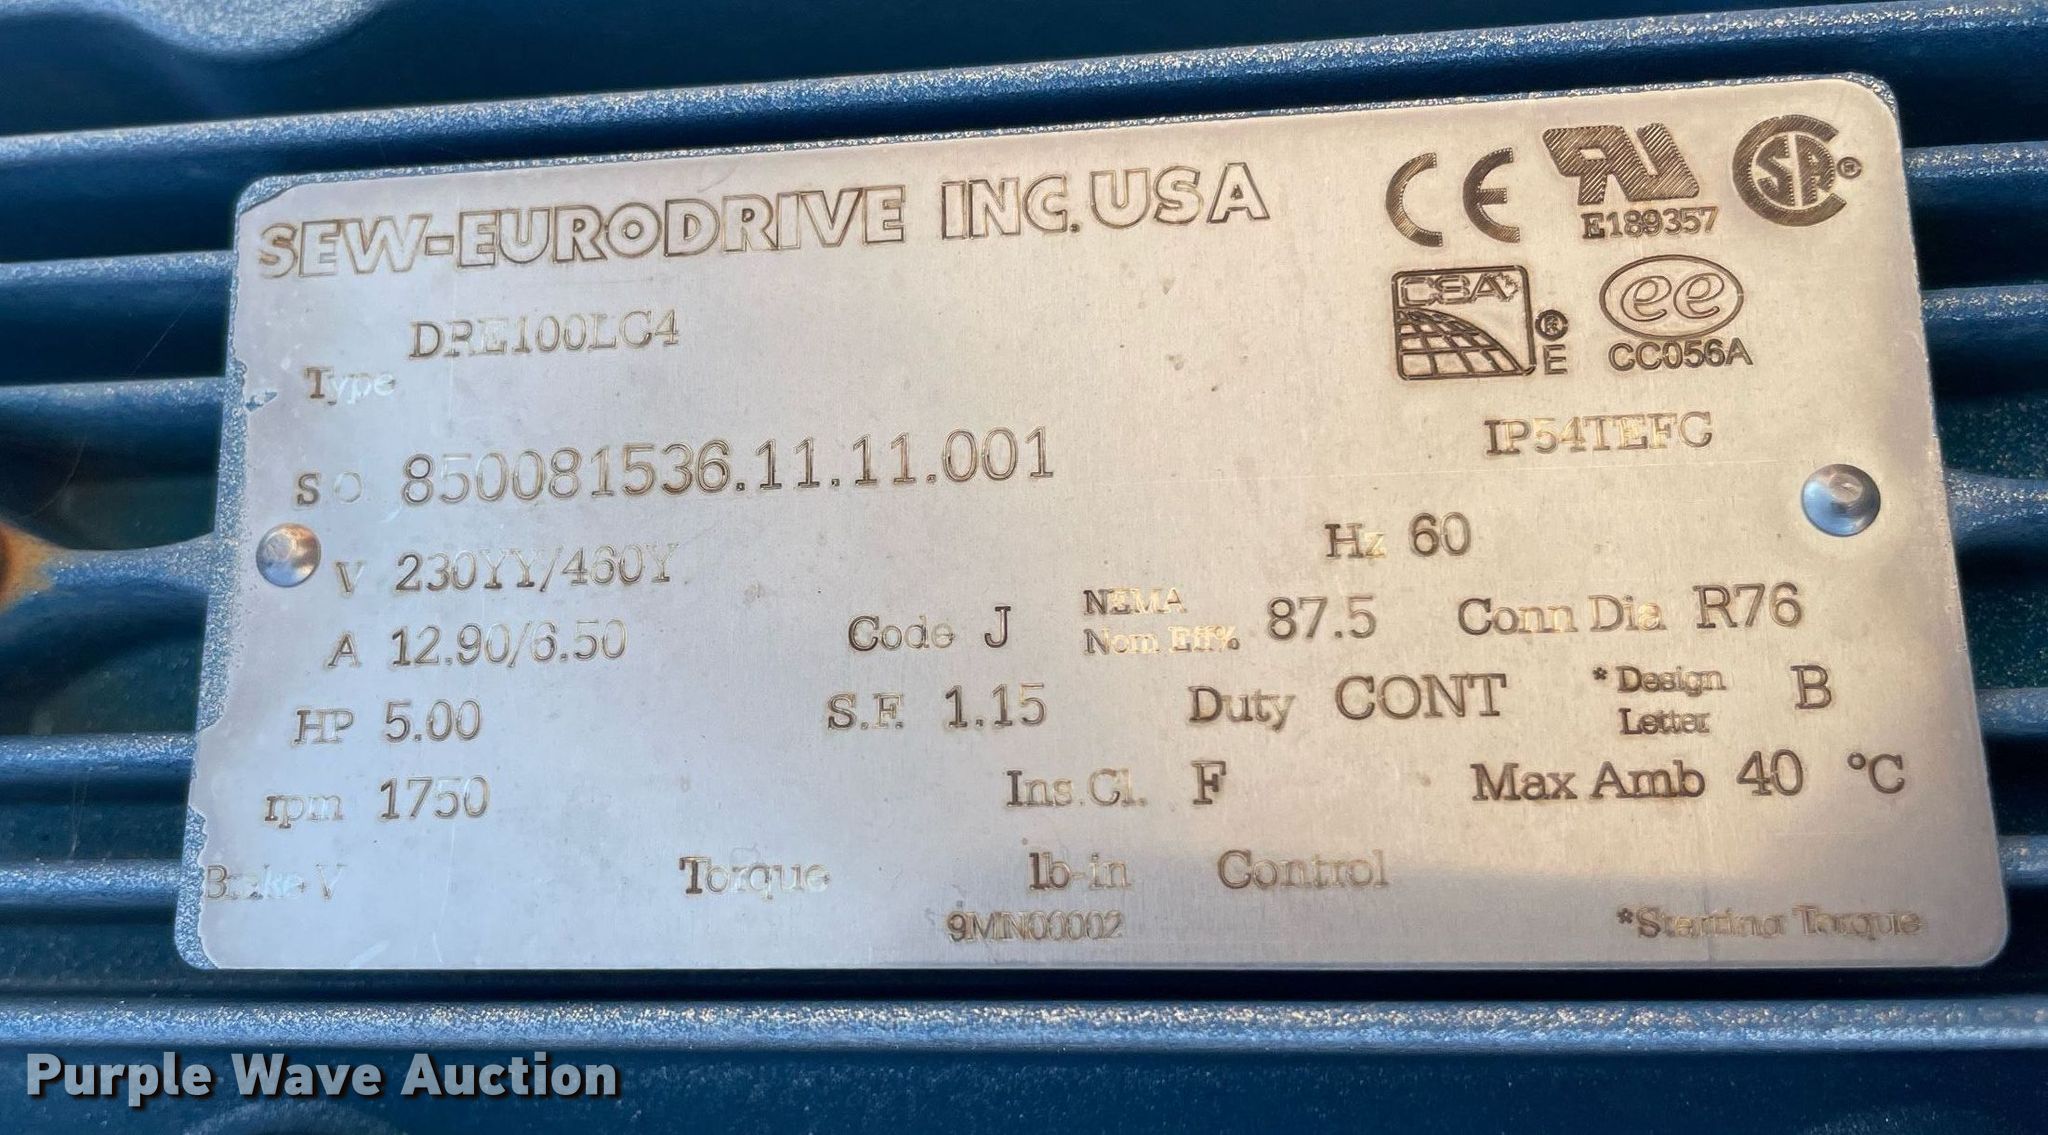 SEW-EURODRIVE INC. USA
CE
E189357
CSA
E
ee
CC056A
Type DRE100LC4
IP54TEFC
S.O. 850081536.11.11.001
V 230YY/460Y
Hz 60
A 12.90/6.50
Code J
NEMA
Nom Eff% 87.5
Conn Dia R76
HP 5.00
S.F. 1.15
Duty CONT
*Design
Letter B
rpm 1750
Ins.Cl. F
Max Amb 40 °C
Brake V
Torque
lb-in
Control
9MN00002
*Starting Torque
Purple Wave Auction